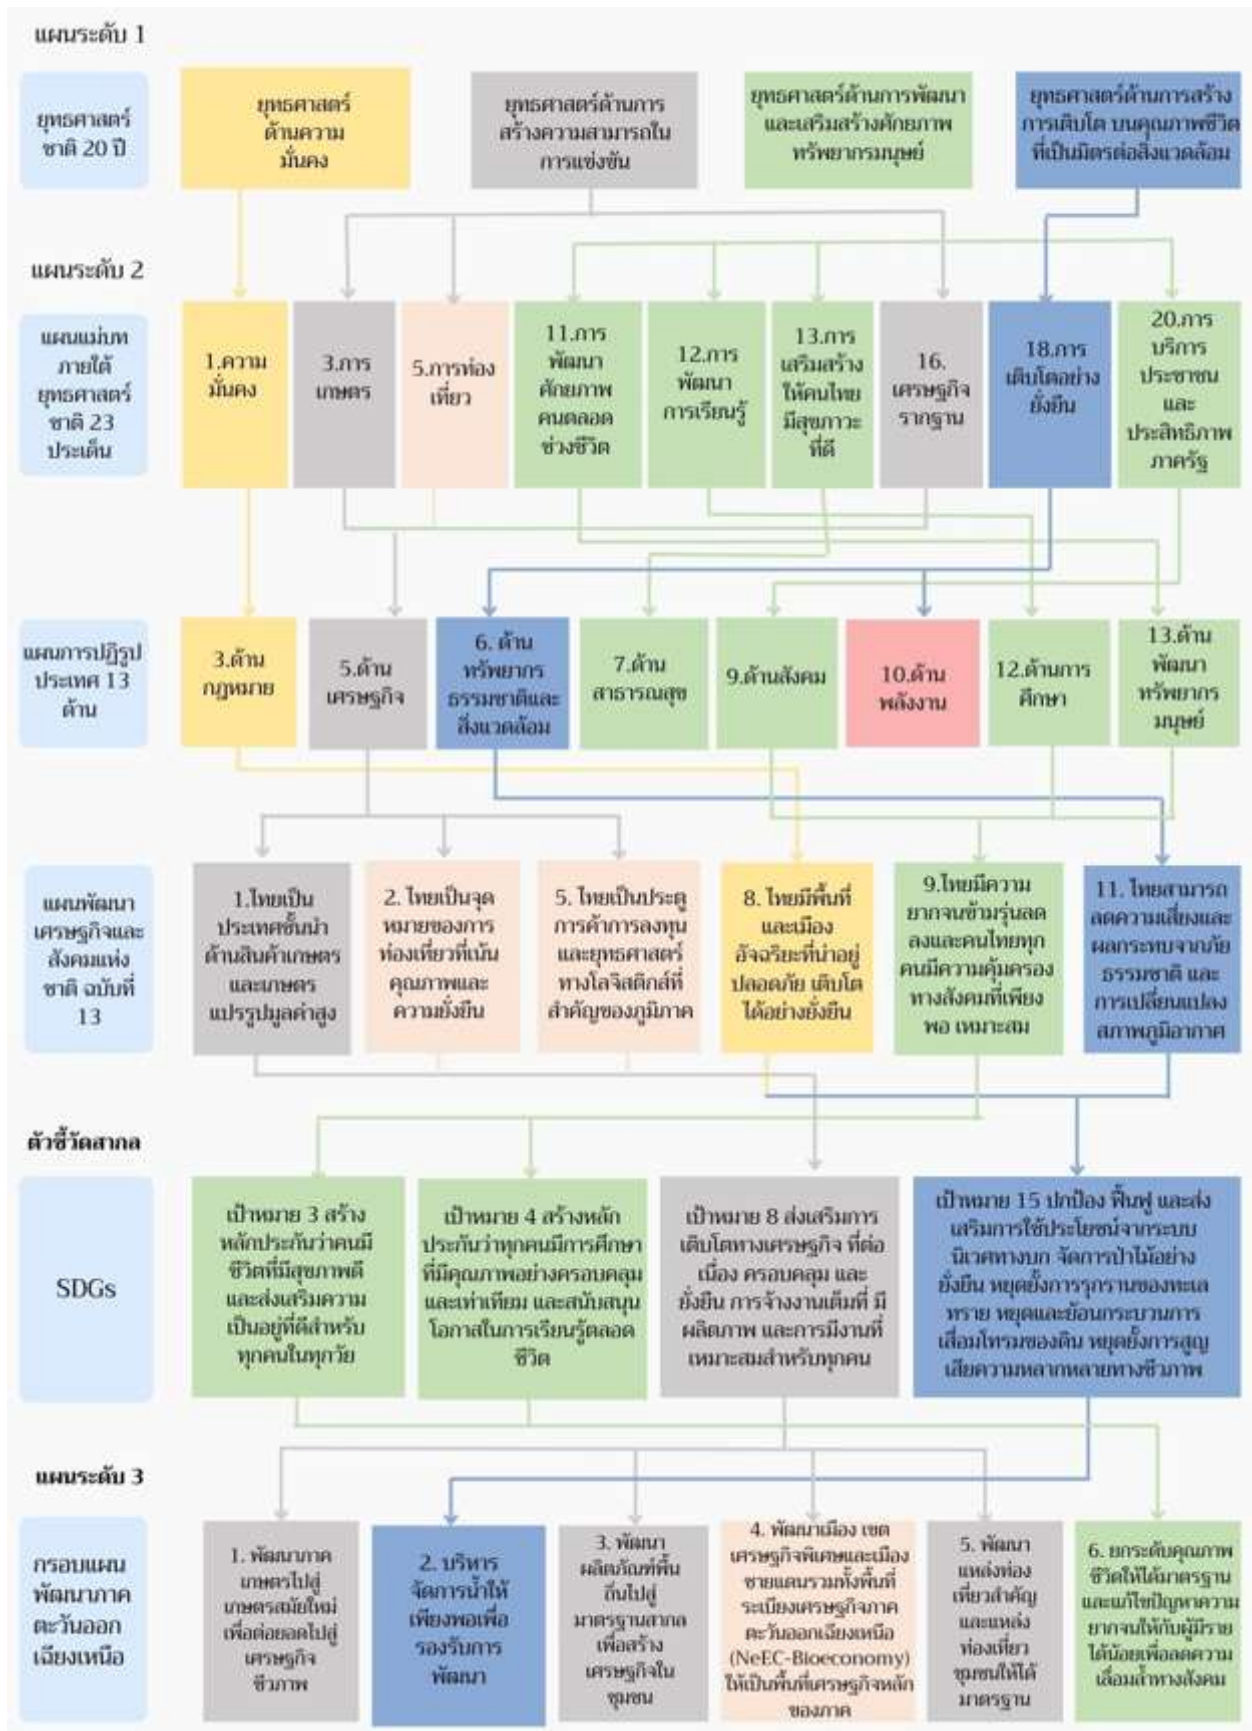 แผนระดับ 1
ยุทธศาสตร์
ชาติ 20 ปี
ยุทธศาสตร์
ด้านความ
มั่นคง
ยุทธศาสตร์ด้านการ
สร้างความสามารถใน
การแข่งขัน
ยุทธศาสตร์ด้านการพัฒนา
และเสริมสร้างศักยภาพ
ทรัพยากรมนุษย์
ยุทธศาสตร์ด้านการสร้าง
การเติบโต บนคุณภาพชีวิต
ที่เป็นมิตรต่อสิ่งแวดล้อม
แผนระดับ 2
แผนแม่บท
ภายใต้
ยุทธศาสตร์
ชาติ 23
ประเด็น
1.ความ
มั่นคง
3.การ
เกษตร
5.การท่อง
เที่ยว
11.การ
พัฒนา
ศักยภาพ
คนตลอด
ช่วงชีวิต
12.การ
พัฒนา
การเรียนรู้
13.การ
เสริมสร้าง
ให้คนไทย
มีสุขภาวะ
ที่ดี
16.
เศรษฐกิจ
รากฐาน
18.การ
เติบโตอย่าง
ยั่งยืน
20.การ
บริการ
ประชาชน
และ
ประสิทธิภาพ
ภาครัฐ
แผนการปฏิรูป
ประเทศ 13
ด้าน
3.ด้าน
กฎหมาย
5.ด้าน
เศรษฐกิจ
6. ด้าน
ทรัพยากร
ธรรมชาติและ
สิ่งแวดล้อม
7.ด้าน
สาธารณสุข
9.ด้านสังคม
10.ด้าน
พลังงาน
12.ด้านการ
ศึกษา
13.ด้าน
พัฒนา
ทรัพยากร
มนุษย์
แผนพัฒนา
เศรษฐกิจและ
สังคมแห่ง
ชาติ ฉบับที่
13
1.ไทยเป็น
ประเทศชั้นนำ
ด้านสินค้าเกษตร
และเกษตร
แปรรูปมูลค่าสูง
2. ไทยเป็นจุด
หมายของการ
ท่องเที่ยวที่เน้น
คุณภาพและ
ความยั่งยืน
5. ไทยเป็นประตู
การค้าการลงทุน
และยุทธศาสตร์
ทางโลจิสติกส์ที่
สำคัญของภูมิภาค
8. ไทยมีพื้นที่
และเมือง
อัจฉริยะที่น่าอยู่
ปลอดภัย เติบโต
ได้อย่างยั่งยืน
9.ไทยมีความ
ยากจนข้ามรุ่นลด
ลงและคนไทยทุก
คนมีความคุ้มครอง
ทางสังคมที่เพียง
พอ เหมาะสม
11. ไทยสามารถ
ลดความเสี่ยงและ
ผลกระทบจากภัย
ธรรมชาติ และ
การเปลี่ยนแปลง
สภาพภูมิอากาศ
ตัวชี้วัดสากล
SDGs
เป้าหมาย 3 สร้าง
หลักประกันว่าคนมี
ชีวิตที่มีสุขภาพดี
และส่งเสริมความ
เป็นอยู่ที่ดีสำหรับ
ทุกคนในทุกวัย
เป้าหมาย 4 สร้างหลัก
ประกันว่าทุกคนมีการศึกษา
ที่มีคุณภาพอย่างครอบคลุม
และเท่าเทียม และสนับสนุน
โอกาสในการเรียนรู้ตลอด
ชีวิต
เป้าหมาย 8 ส่งเสริมการ
เติบโตทางเศรษฐกิจ ที่ต่อ
เนื่อง ครอบคลุม และ
ยั่งยืน การจ้างงานเต็มที่ มี
ผลิตภาพ และการมีงานที่
เหมาะสมสำหรับทุกคน
เป้าหมาย 15 ปกป้อง ฟื้นฟู และส่ง
เสริมการใช้ประโยชน์จากระบบ
นิเวศทางบก จัดการป่าไม้อย่าง
ยั่งยืน หยุดยั้งการรุกรานของทะเล
ทราย หยุดและย้อนกระบวนการ
เสื่อมโทรมของดิน หยุดยั้งการสูญ
เสียความหลากหลายทางชีวภาพ
แผนระดับ 3
กรอบแผน
พัฒนาภาค
ตะวันออก
เฉียงเหนือ
1. พัฒนาภาค
เกษตรไปสู่
เกษตรสมัยใหม่
เพื่อต่อยอดไปสู่
เศรษฐกิจ
ชีวภาพ
2. บริหาร
จัดการน้ำให้
เพียงพอเพื่อ
รองรับการ
พัฒนา
3. พัฒนา
ผลิตภัณฑ์พื้น
ถิ่นไปสู่
มาตรฐานสากล
เพื่อสร้าง
เศรษฐกิจใน
ชุมชน
4. พัฒนาเมือง เขต
เศรษฐกิจพิเศษและเมือง
ชายแดนรวมทั้งพื้นที่
ระเบียงเศรษฐกิจภาค
ตะวันออกเฉียงเหนือ
(NeEC-Bioeconomy)
ให้เป็นพื้นที่เศรษฐกิจหลัก
ของภาค
5. พัฒนา
แหล่งท่อง
เที่ยวสำคัญ
และแหล่ง
ท่องเที่ยว
ชุมชนให้ได้
มาตรฐาน
6. ยกระดับคุณภาพ
ชีวิตให้ได้มาตรฐาน
และแก้ไขปัญหาความ
ยากจนให้กับผู้มีราย
ได้น้อยเพื่อลดความ
เลื่อมล้ำทางสังคม